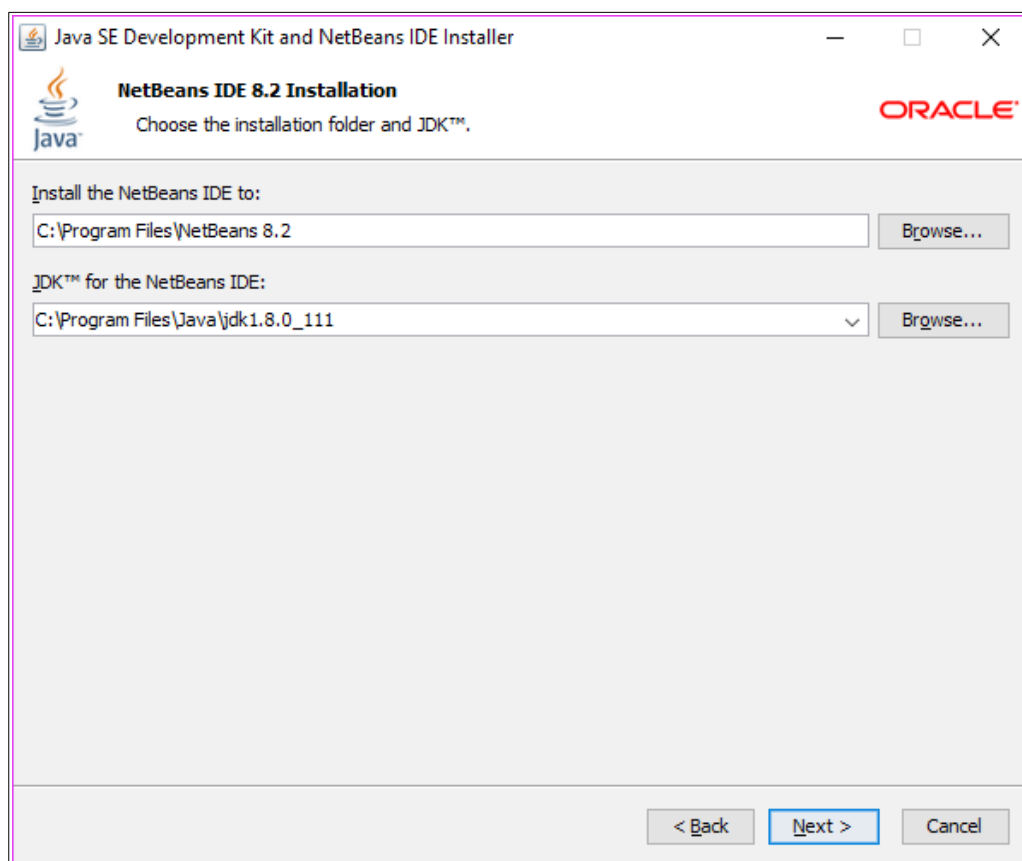 Java SE Development Kit and NetBeans IDE Installer
Java™
NetBeans IDE 8.2 Installation
Choose the installation folder and JDK™.
ORACLE®
Install the NetBeans IDE to:
C:\Program Files\NetBeans 8.2
Browse...
JDK™ for the NetBeans IDE:
C:\Program Files\Java\jdk1.8.0_111
Browse...
< Back
Next >
Cancel